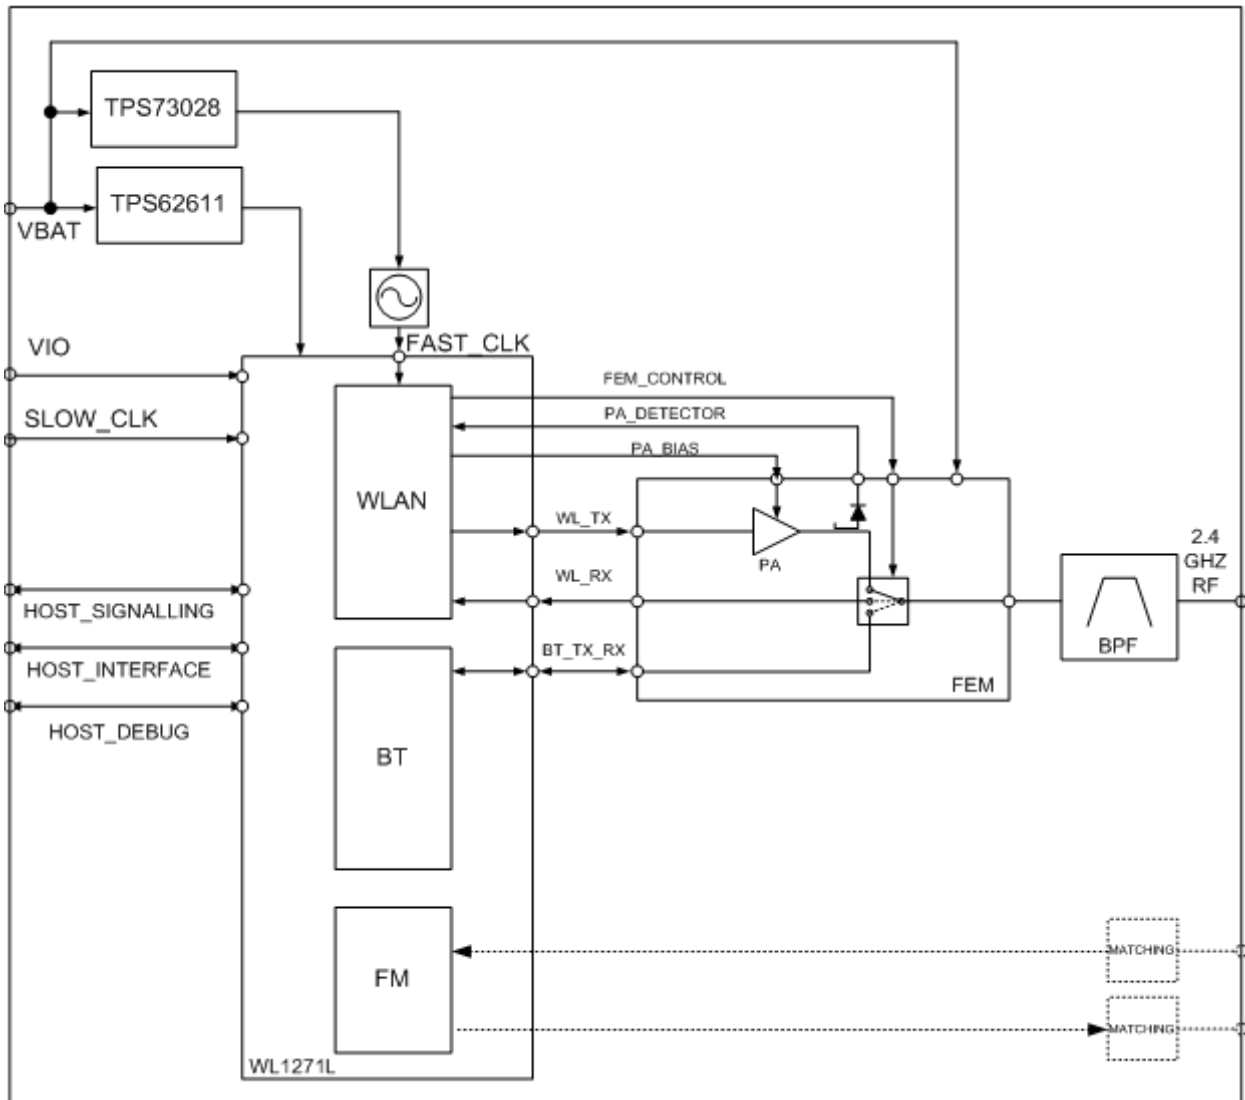 TPS73028
TPS62611
VBAT
FAST_CLK
VIO
SLOW_CLK
FEM_CONTROL
PA_DETECTOR
PA_BIAS
WLAN
WL_TX
PA
WL_RX
2.4
GHZ
RF
BPF
HOST_SIGNALLING
HOST_INTERFACE
HOST_DEBUG
BT_TX_RX
FEM
BT
FM
MATCHING
MATCHING
WL1271L